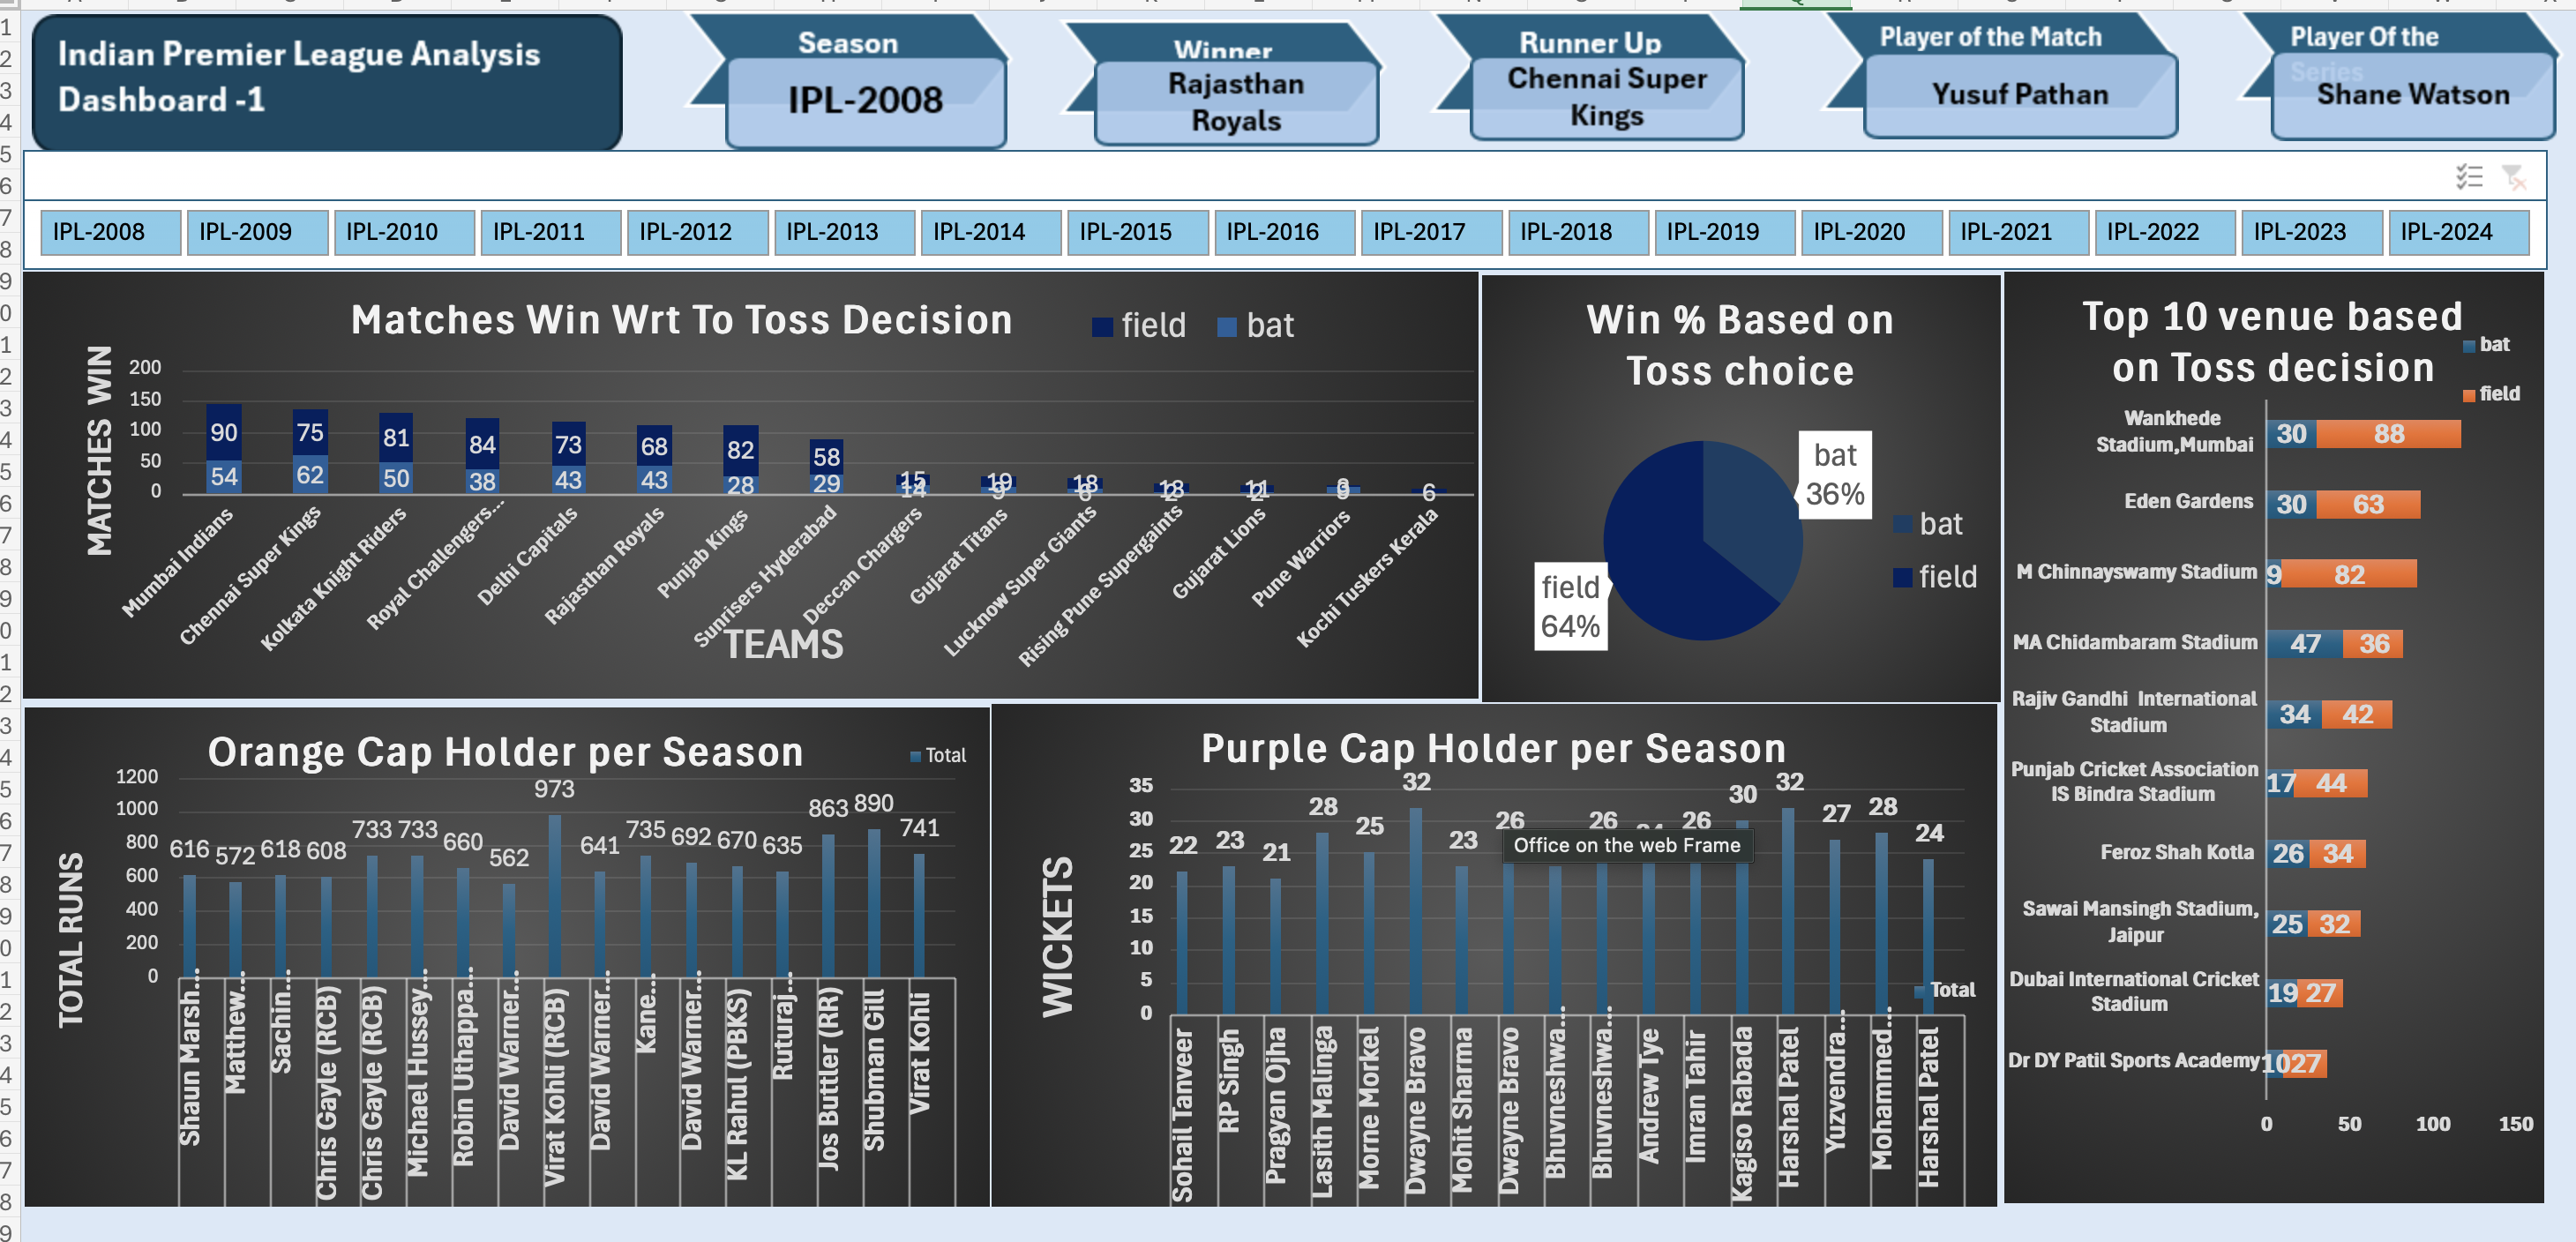 Indian Premier League Analysis
Dashboard -1
Season
IPL-2008
Winner
Rajasthan
Royals
Runner Up
Chennai Super
Kings
Player of the Match
Yusuf Pathan
Player Of the
Series
Shane Watson
IPL-2008 IPL-2009 IPL-2010 IPL-2011 IPL-2012 IPL-2013 IPL-2014 IPL-2015 IPL-2016 IPL-2017 IPL-2018 IPL-2019 IPL-2020 IPL-2021 IPL-2022 IPL-2023 IPL-2024
Matches Win Wrt To Toss Decision
field bat
MATCHES WIN
200
150
100
50
0
90 75 81 84 73 68 82 58 15 19 18 13 11 6
54 62 50 38 43 43 28 29 14 9 6 2 2 9
Mumbai Indians
Chennai Super Kings
Kolkata Knight Riders
Royal Challengers...
Delhi Capitals
Rajasthan Royals
Punjab Kings
Sunrisers Hyderabad
Deccan Chargers
Gujarat Titans
Lucknow Super Giants
Rising Pune Supergaints
Gujarat Lions
Pune Warriors
Kochi Tuskers Kerala
TEAMS
Win % Based on
Toss choice
bat
36%
field
64%
bat
field
Top 10 venue based
on Toss decision
bat
field
Wankhede
Stadium,Mumbai
30 88
Eden Gardens
30 63
M Chinnayswamy Stadium
9 82
MA Chidambaram Stadium
47 36
Rajiv Gandhi International
Stadium
34 42
Punjab Cricket Association
IS Bindra Stadium
17 44
Feroz Shah Kotla
26 34
Sawai Mansingh Stadium,
Jaipur
25 32
Dubai International Cricket
Stadium
19 27
Dr DY Patil Sports Academy
10 27
0 50 100 150
Orange Cap Holder per Season
Total
TOTAL RUNS
1200
1000
800
600
400
200
0
616 572 618 608 733 733 660 562 973 641 735 692 670 635 863 890 741
Shaun Marsh...
Matthew...
Sachin...
Chris Gayle (RCB)
Chris Gayle (RCB)
Michael Hussey...
Robin Uthappa...
David Warner...
Virat Kohli (RCB)
David Warner...
Kane...
David Warner...
KL Rahul (PBKS)
Ruturaj...
Jos Buttler (RR)
Shubman Gill
Virat Kohli
Purple Cap Holder per Season
WICKETS
35
30
25
20
15
10
5
0
22 23 21 28 25 32 23 26 26 26 30 32 27 28 24
Office on the web Frame
Total
Sohail Tanveer
RP Singh
Pragyan Ojha
Lasith Malinga
Morne Morkel
Dwayne Bravo
Mohit Sharma
Dwayne Bravo
Bhuvneshwa...
Bhuvneshwa...
Andrew Tye
Imran Tahir
Kagiso Rabada
Harshal Patel
Yuzvendra...
Mohammed...
Harshal Patel